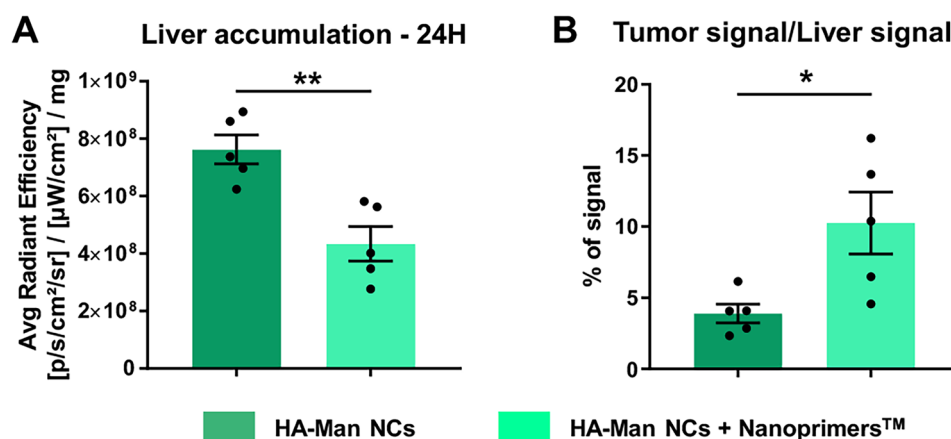 A
Liver accumulation - 24H
Avg Radiant Efficiency
[p/s/cm²/sr] / [µW/cm²] / mg
1×10⁹
8×10⁸
6×10⁸
4×10⁸
2×10⁸
0
**
B
Tumor signal/Liver signal
% of signal
20
15
10
5
0
*
HA-Man NCs
HA-Man NCs + Nanoprimers™